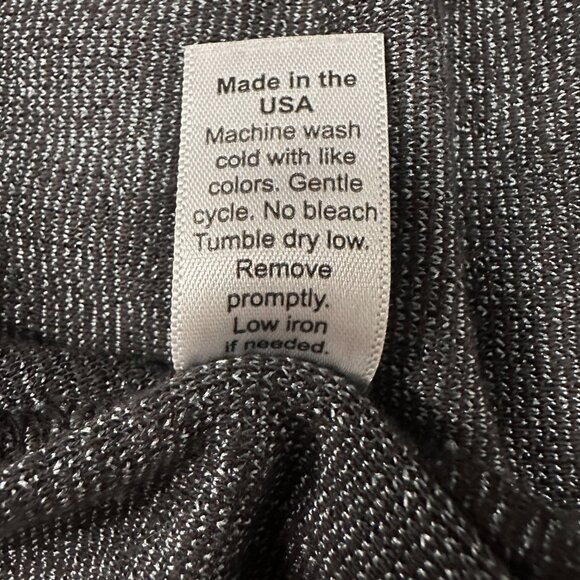 Made in the
USA
Machine wash
cold with like
colors. Gentle
cycle. No bleach
Tumble dry low.
Remove
promptly.
Low iron
if needed.